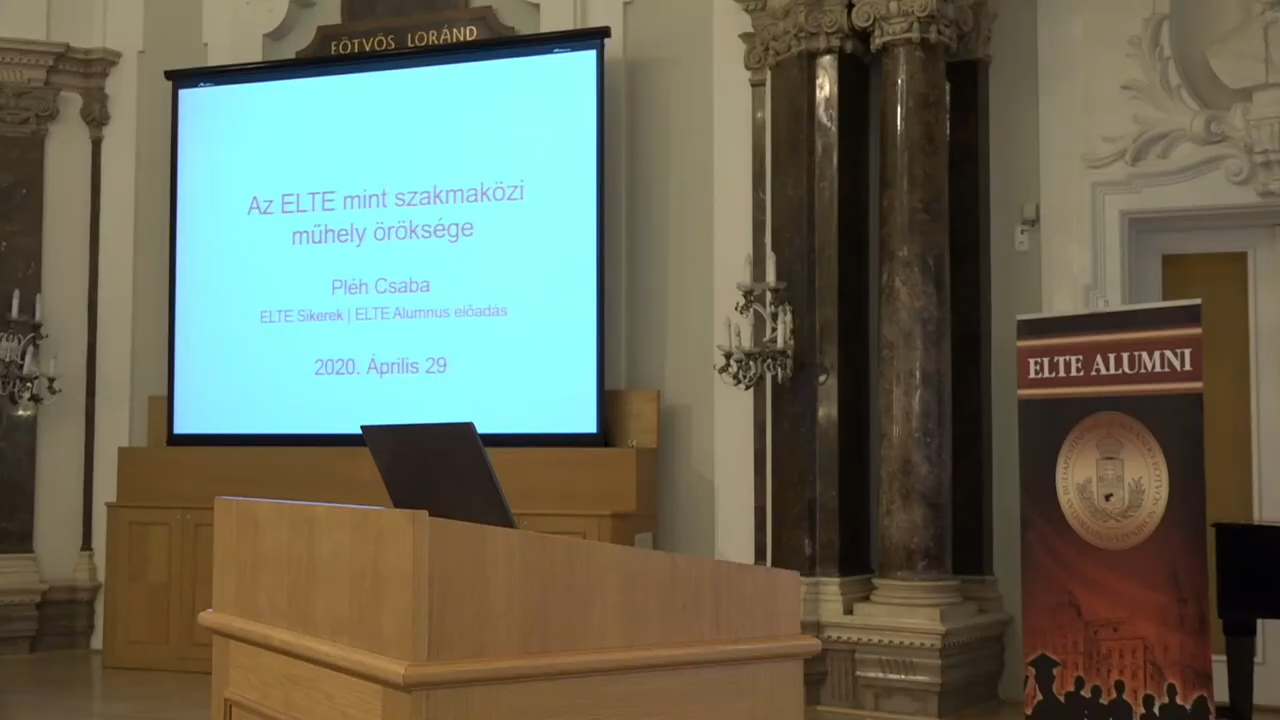 EÖTVÖS LORÁND
Az ELTE mint szakmaközi
műhely öröksége
Pléh Csaba
ELTE Sikerek | ELTE Alumnus előadás
2020. Április 29
ELTE ALUMNI